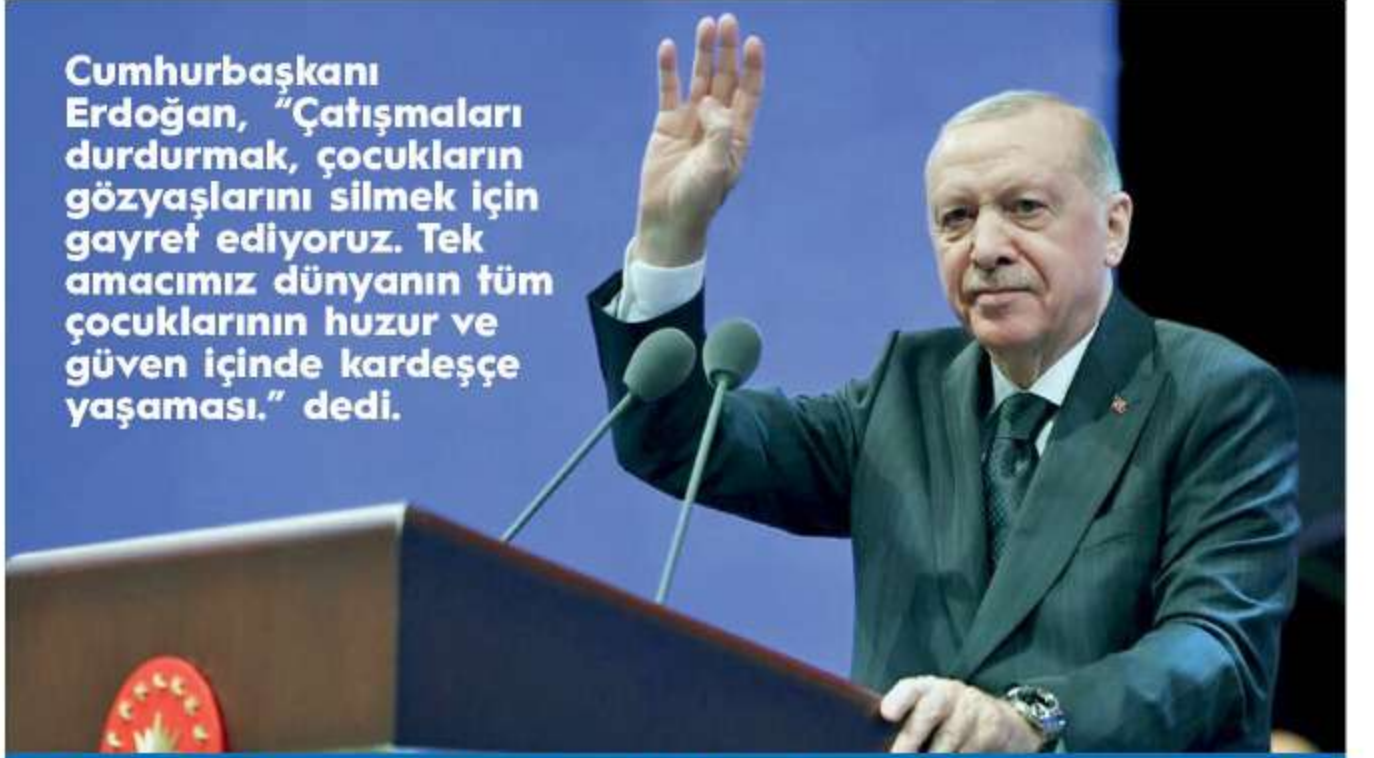 Cumhurbaşkanı
Erdoğan, “Çatışmaları
durdurmak, çocukların
gözyaşlarını silmek için
gayret ediyoruz. Tek
amacımız dünyanın tüm
çocuklarının huzur ve
güven içinde kardeşçe
yaşaması.” dedi.